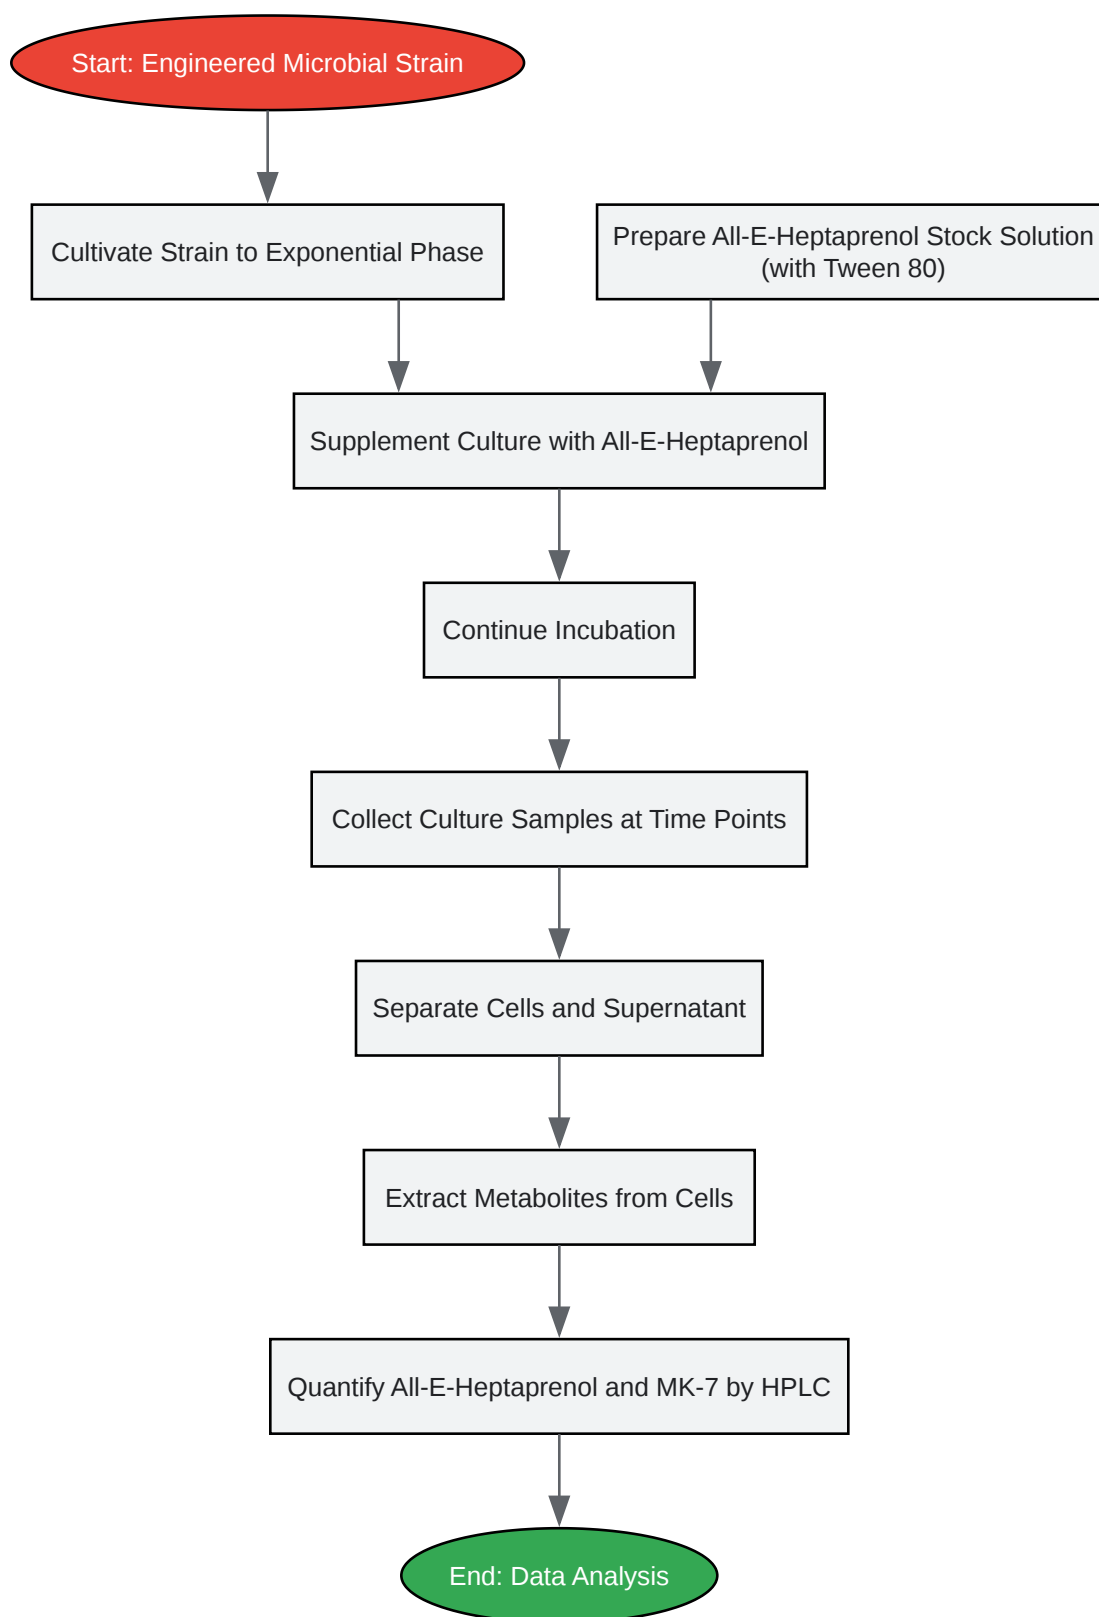 Start: Engineered Microbial Strain
Cultivate Strain to Exponential Phase
Prepare All-E-Heptaprenol Stock Solution
(with Tween 80)
Supplement Culture with All-E-Heptaprenol
Continue Incubation
Collect Culture Samples at Time Points
Separate Cells and Supernatant
Extract Metabolites from Cells
Quantify All-E-Heptaprenol and MK-7 by HPLC
End: Data Analysis